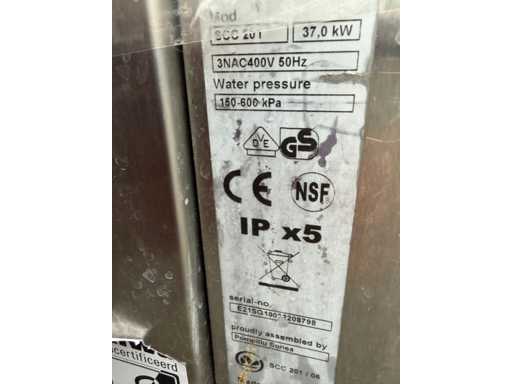 Mod
SCC 201 37,0 kW
3NAC400V 50Hz
Water pressure
150-600 kPa
DVE GS
CE NSF
IP x5
serial-no.
proudly assembled by
SCC 201 / 06
certificeerd